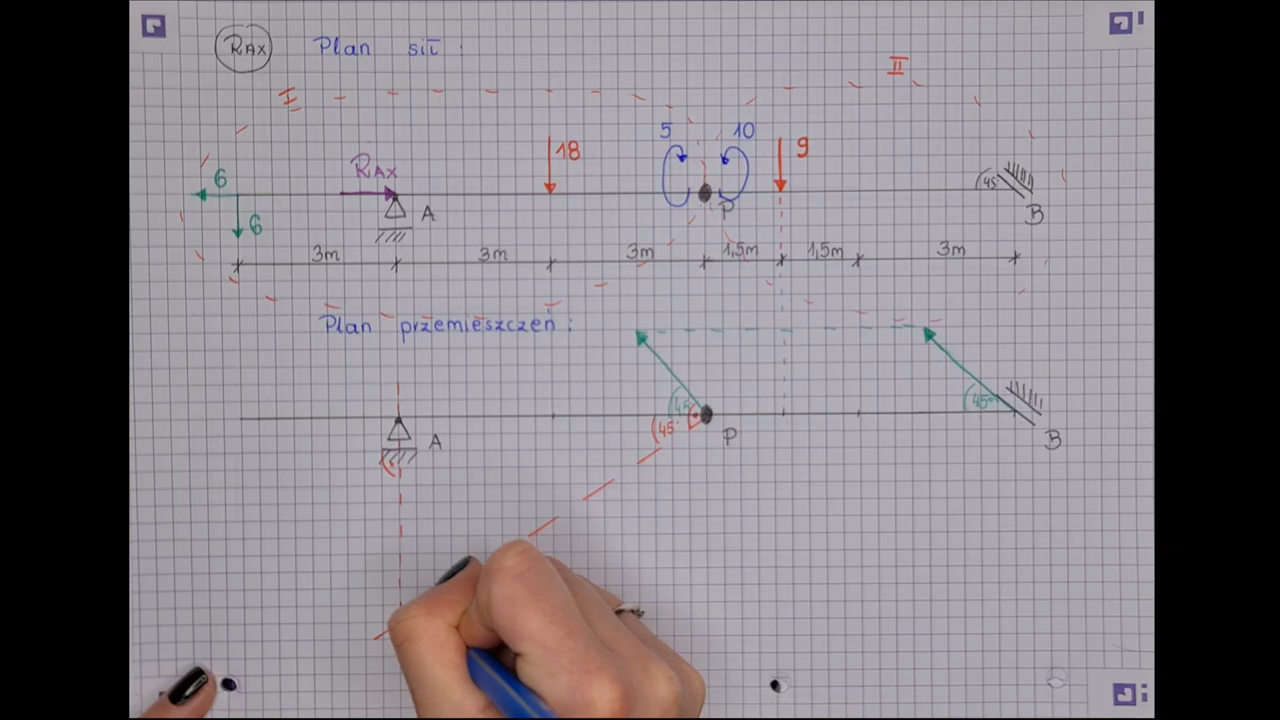 RAX Plan sił :
I II
6 RAX 18 5 10 9
6 A P 45 B
3m 3m 3m 1,5m 1,5m 3m
Plan przemieszczeń :
45° 45°
45° P B
A